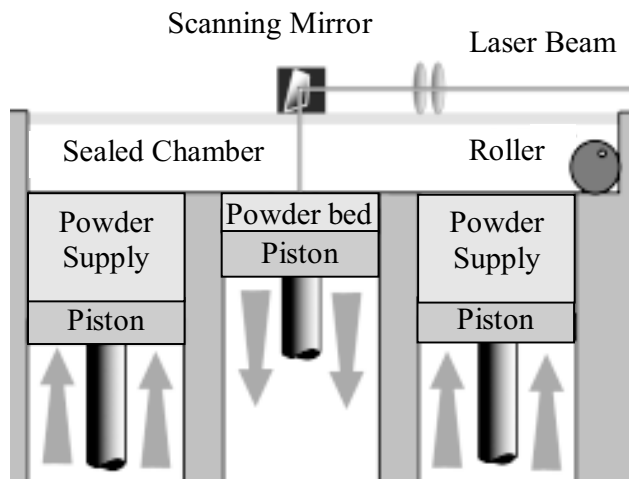 Scanning Mirror
Laser Beam
Sealed Chamber
Roller
Powder
Supply
Powder bed
Powder
Supply
Piston
Piston
Piston